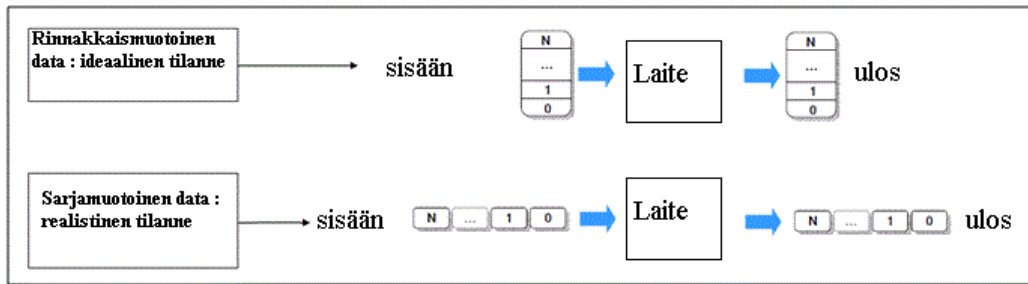 Rinnakkaismuotoinen
data : ideaalinen tilanne
sisään
N
...
1
0
Laite
N
...
1
0
ulos
Sarjamuotoinen data :
realistinen tilanne
sisään
N ... 1 0
Laite
N ... 1 0
ulos